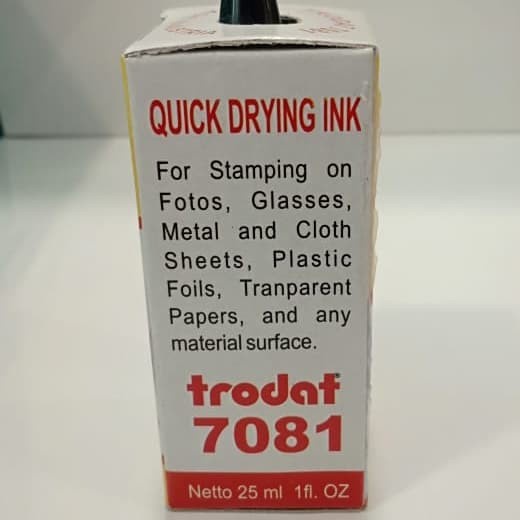 QUICK DRYING INK
For Stamping on
Fotos, Glasses,
Metal and Cloth
Sheets, Plastic
Foils, Tranparent
Papers, and any
material surface.
trodat
7081
Netto 25 ml 1fl. OZ